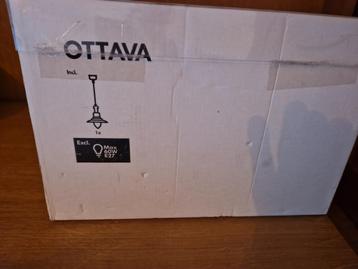 OTTAVA
Incl.
1x
Excl.
Max
60W
E27